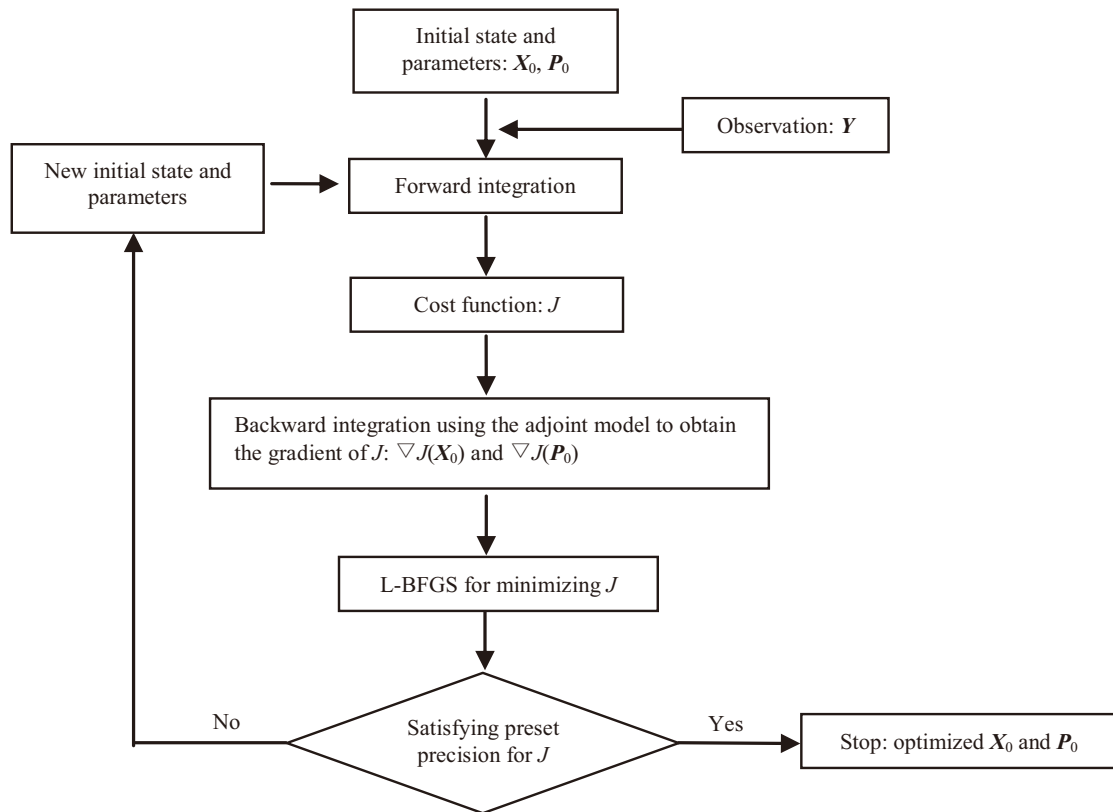 Initial state and
parameters: X₀, P₀
Observation: Y
New initial state and
parameters
Forward integration
Cost function: J
Backward integration using the adjoint model to obtain
the gradient of J: ▽J(X₀) and ▽J(P₀)
L-BFGS for minimizing J
No
Satisfying preset
precision for J
Yes
Stop: optimized X₀ and P₀